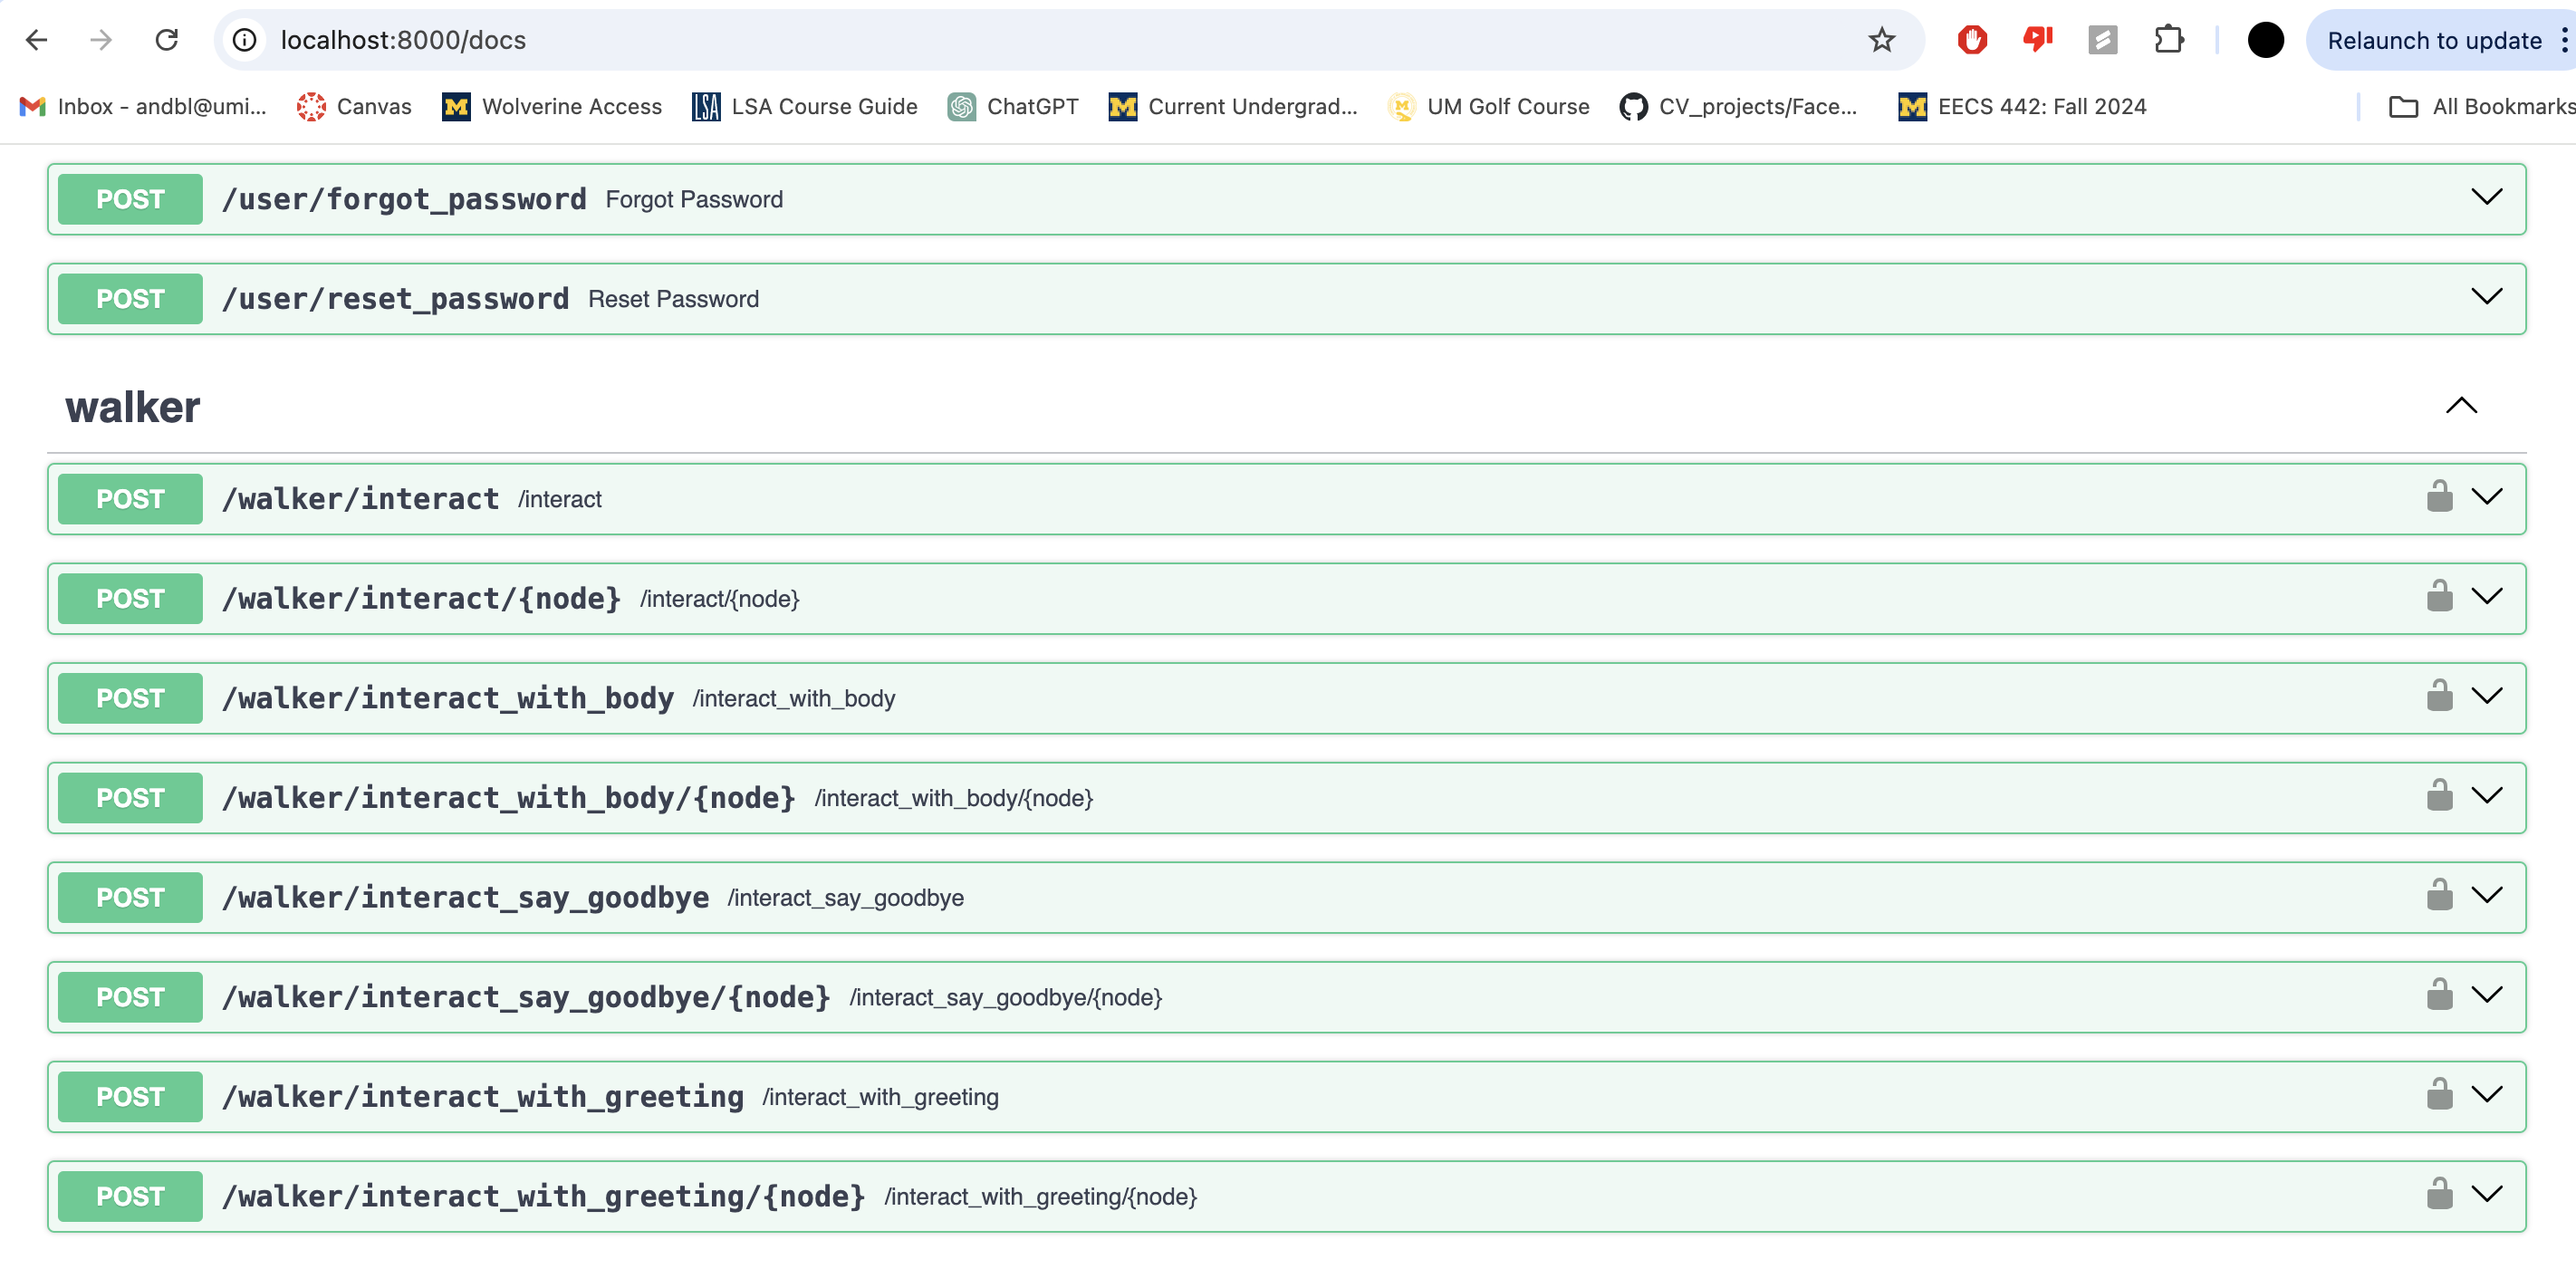 localhost:8000/docs
Relaunch to update
Inbox - andbl@umi... Canvas Wolverine Access LSA LSA Course Guide ChatGPT Current Undergrad... UM Golf Course CV_projects/Face... EECS 442: Fall 2024 All Bookmarks
POST /user/forgot_password Forgot Password
POST /user/reset_password Reset Password
walker
POST /walker/interact /interact
POST /walker/interact/{node} /interact/{node}
POST /walker/interact_with_body /interact_with_body
POST /walker/interact_with_body/{node} /interact_with_body/{node}
POST /walker/interact_say_goodbye /interact_say_goodbye
POST /walker/interact_say_goodbye/{node} /interact_say_goodbye/{node}
POST /walker/interact_with_greeting /interact_with_greeting
POST /walker/interact_with_greeting/{node} /interact_with_greeting/{node}